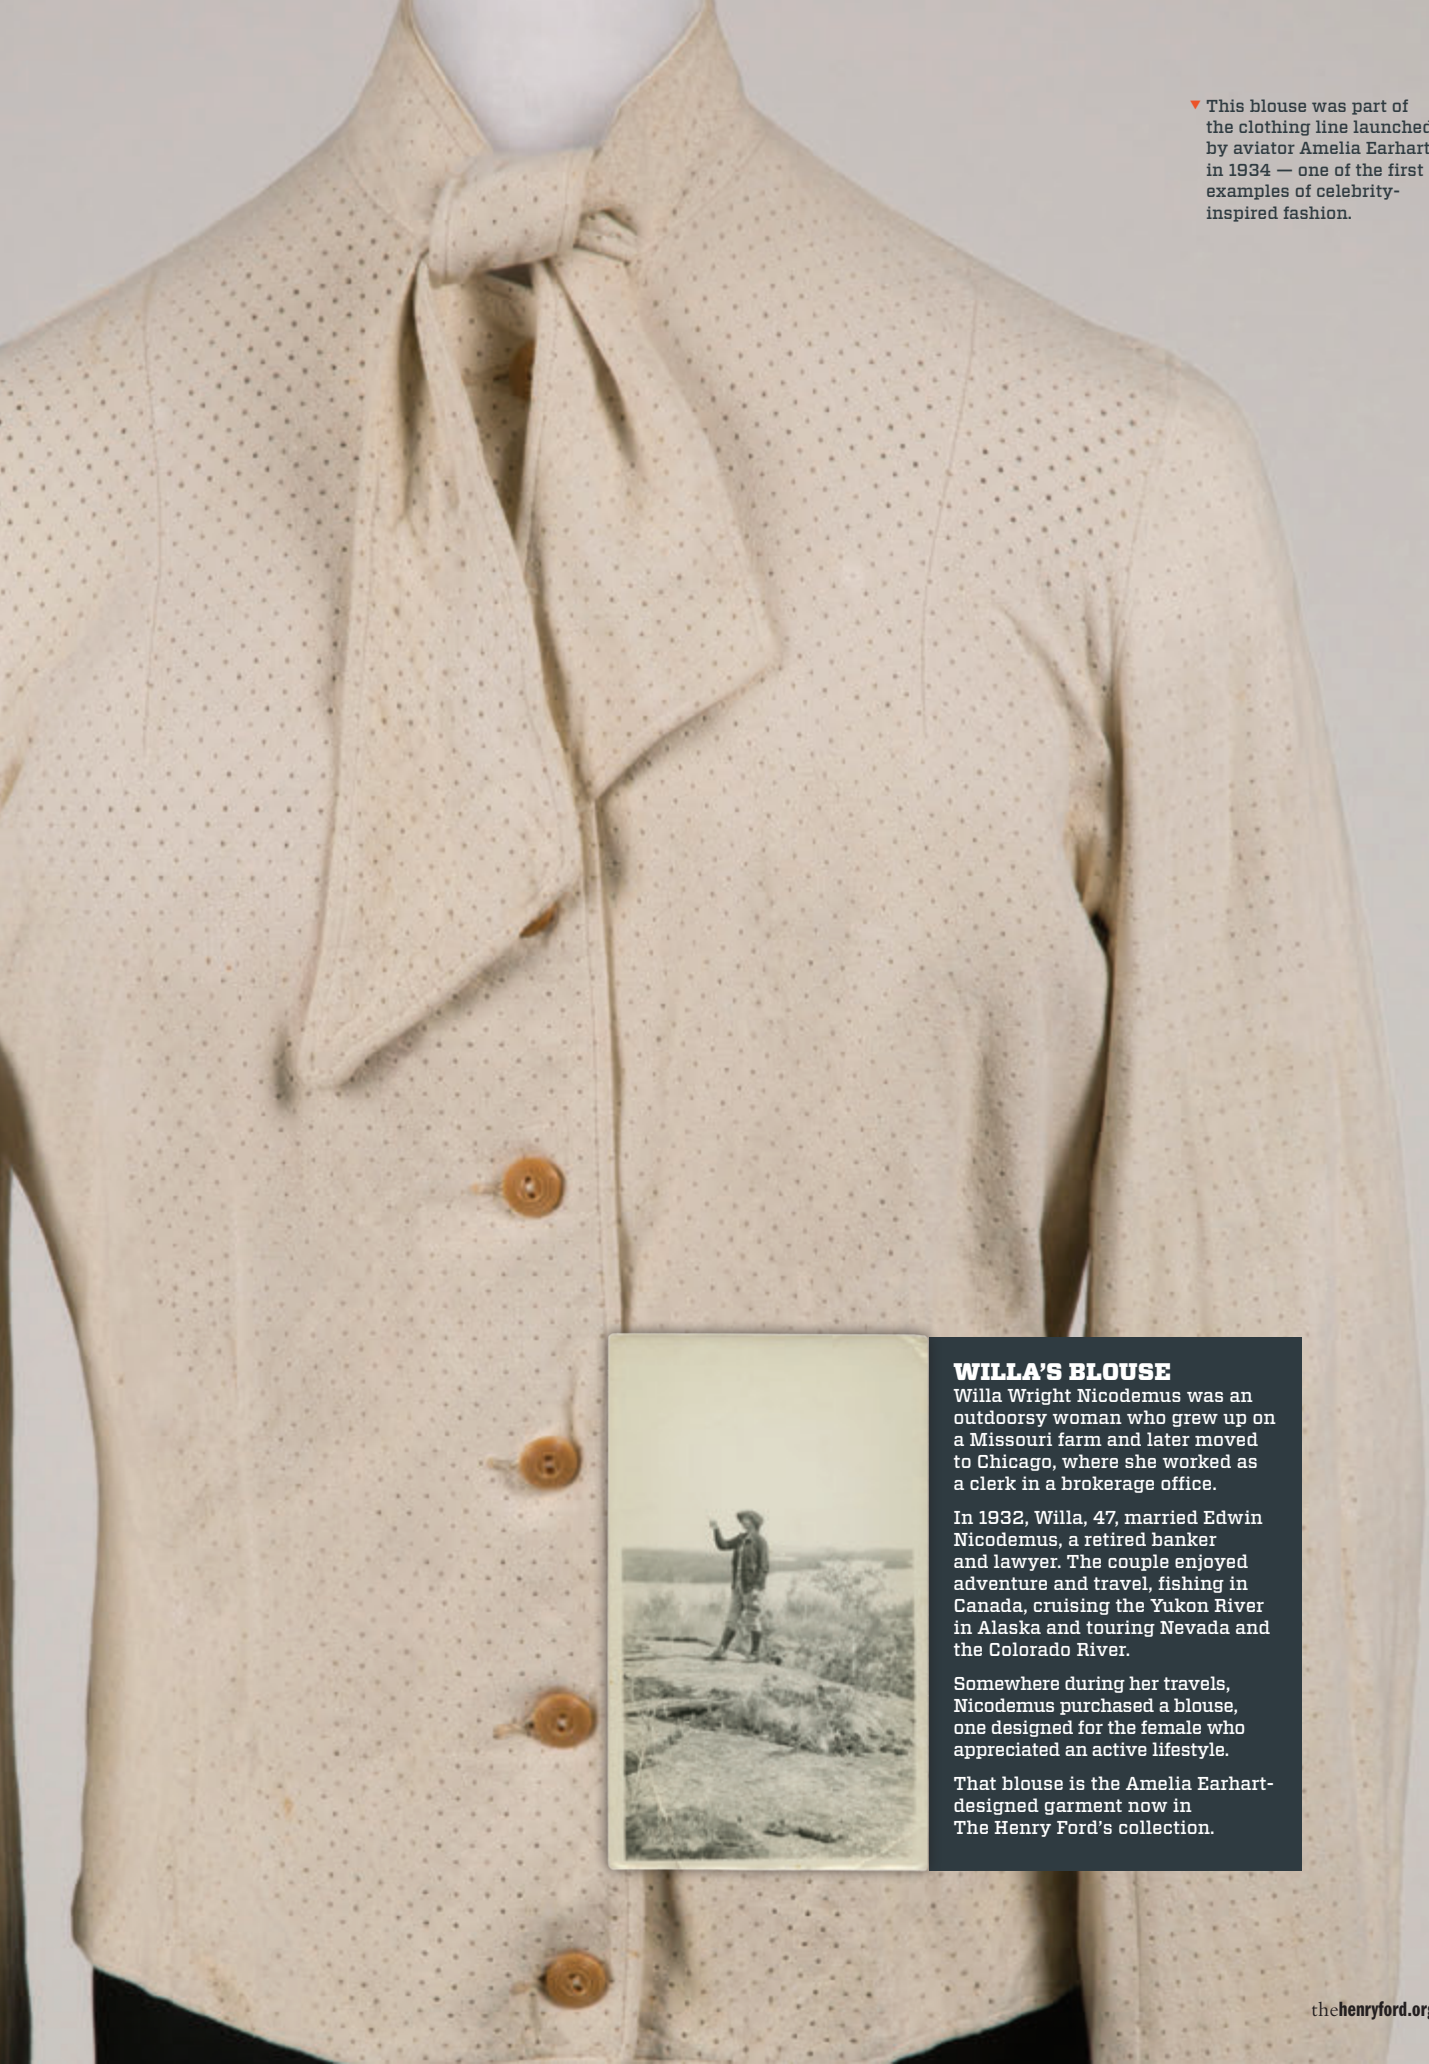 ▼ This blouse was part of
the clothing line launched
by aviator Amelia Earhart
in 1934 — one of the first
examples of celebrity-
inspired fashion.
WILLA’S BLOUSE
Willa Wright Nicodemus was an
outdoorsy woman who grew up on
a Missouri farm and later moved
to Chicago, where she worked as
a clerk in a brokerage office.
In 1932, Willa, 47, married Edwin
Nicodemus, a retired banker
and lawyer. The couple enjoyed
adventure and travel, fishing in
Canada, cruising the Yukon River
in Alaska and touring Nevada and
the Colorado River.
Somewhere during her travels,
Nicodemus purchased a blouse,
one designed for the female who
appreciated an active lifestyle.
That blouse is the Amelia Earhart-
designed garment now in
The Henry Ford’s collection.
thehenryford.org